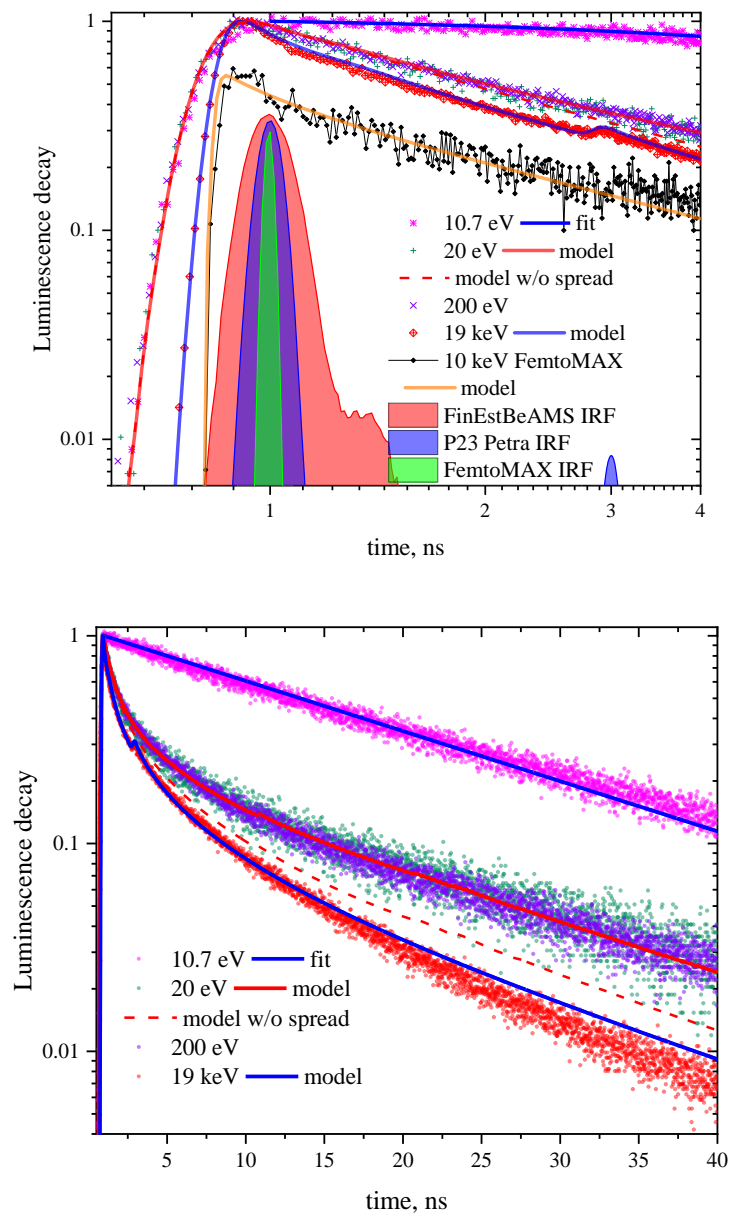 1
0.1
0.01
Luminescence decay
10.7 eV fit
20 eV model
model w/o spread
200 eV
19 keV model
10 keV FemtoMAX
model
FinEstBeAMS IRF
P23 Petra IRF
FemtoMAX IRF
1 2 3 4
time, ns
1
0.1
0.01
Luminescence decay
10.7 eV fit
20 eV model
model w/o spread
200 eV
19 keV model
5 10 15 20 25 30 35 40
time, ns